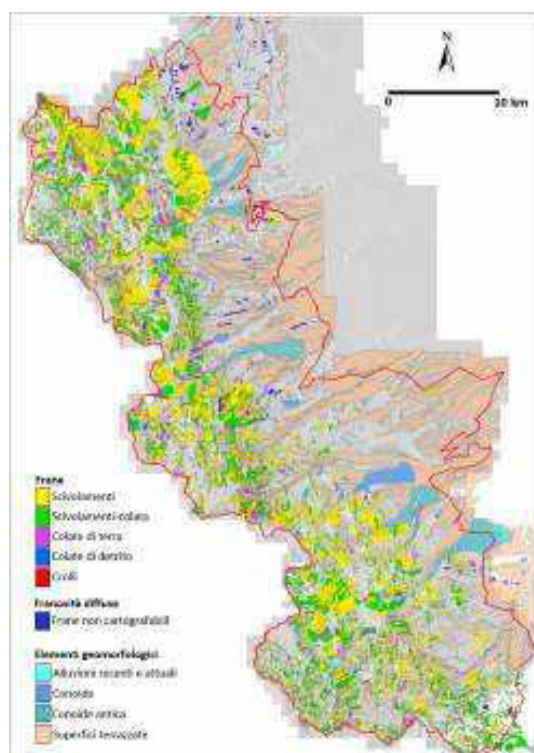 N
0
20 km
Frane
Scivolamenti
Scivolamenti-colata
Colate di terra
Colate di detrito
Crolli
Franosità diffusa
Frane non cartografabili
Elementi geomorfologici
Alluvioni recenti e attuali
Conoide
Conoide antica
Superfici terrazzate